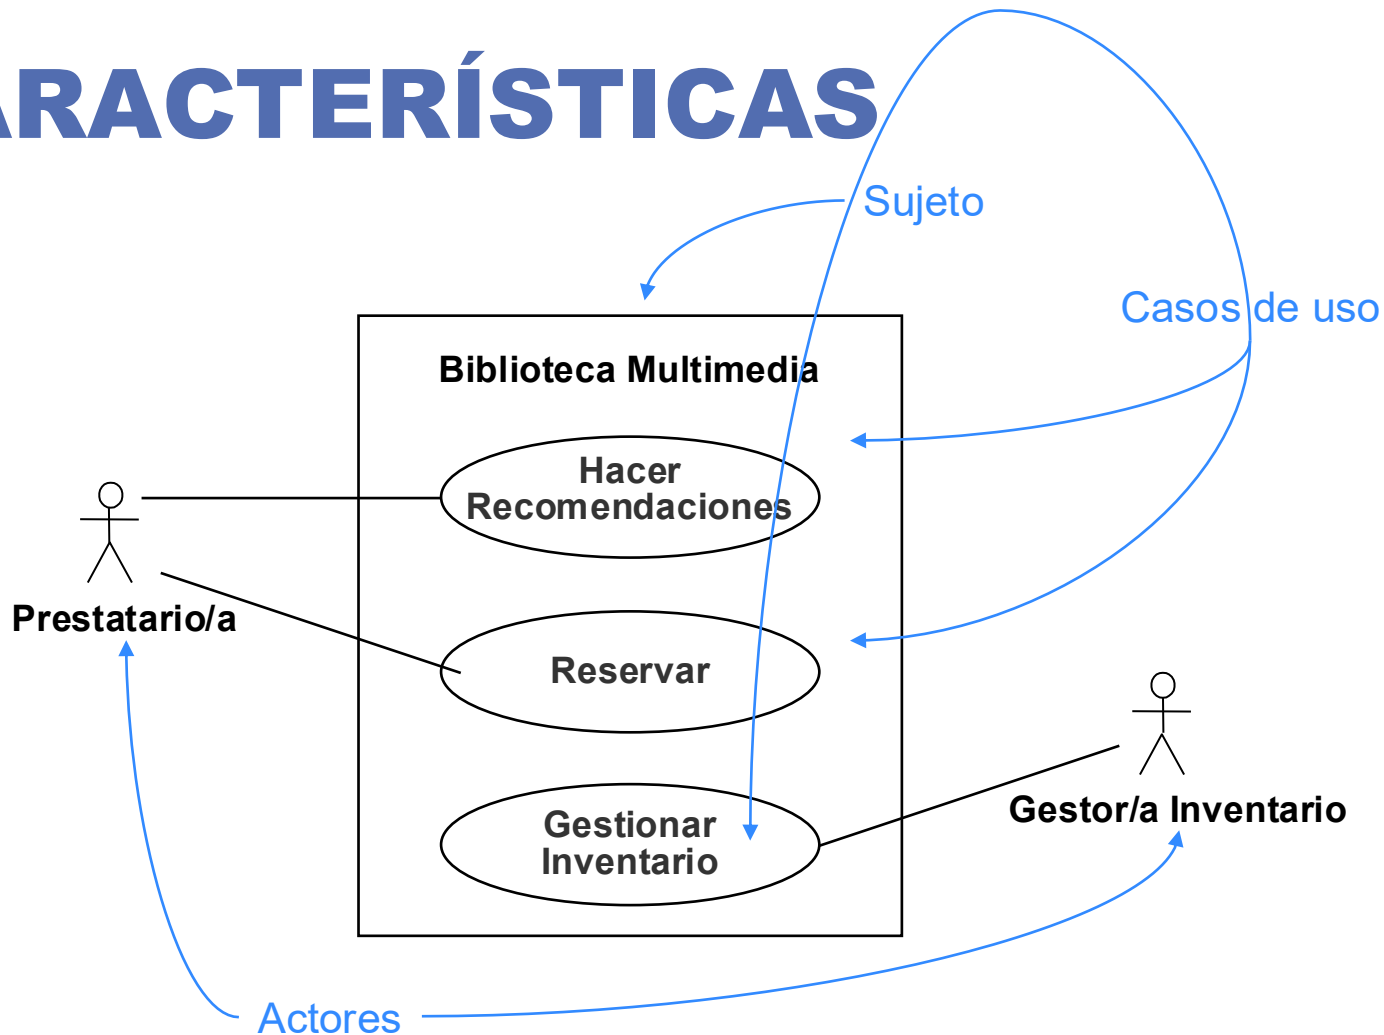 ARACTERÍSTICAS
Sujeto
Casos de uso
Biblioteca Multimedia
Hacer
Recomendaciones
Prestatario/a
Reservar
Gestor/a Inventario
Gestionar
Inventario
Actores